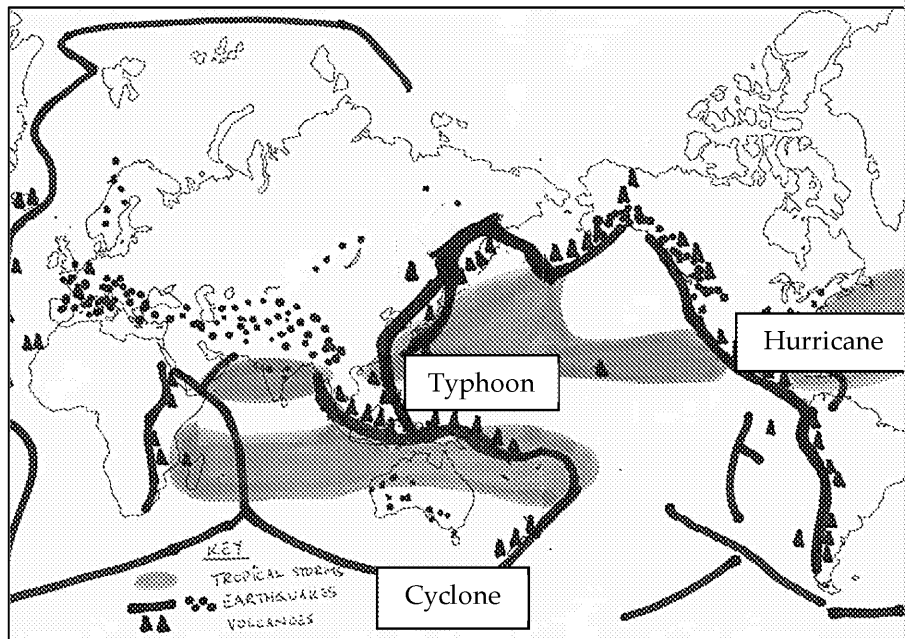 Hurricane
Typhoon
KEY
TROPICAL STORMS
EARTHQUAKES
VOLCANOES
Cyclone